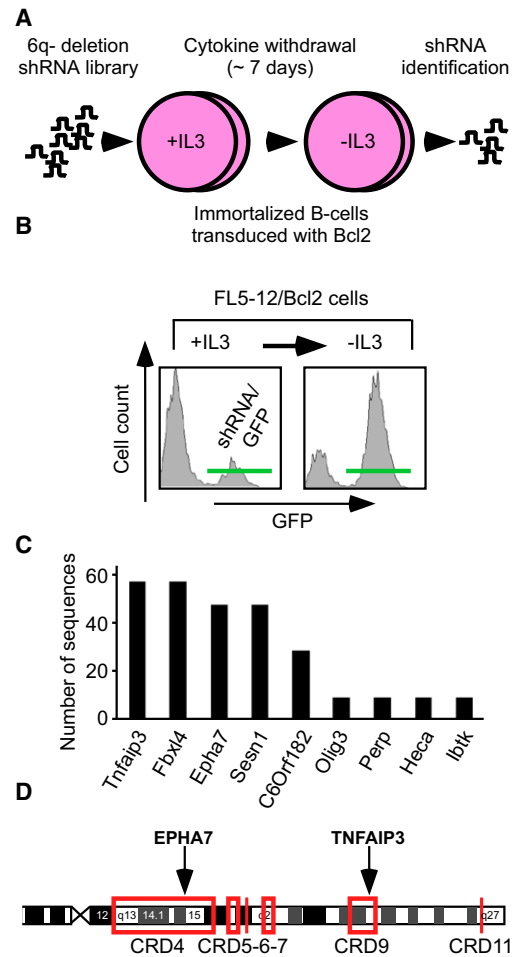 A
6q- deletion
shRNA library
Cytokine withdrawal
(~ 7 days)
shRNA
identification
+IL3
-IL3
Immortalized B-cells
transduced with Bcl2
B
FL5-12/Bcl2 cells
+IL3
-IL3
Cell count
shRNA/
GFP
GFP
C
Number of sequences
60
40
20
0
Tnfaip3
Fbxl4
Epha7
Sesn1
C6Orf182
Olig3
Perp
Heca
Ibtk
D
EPHA7
TNFAIP3
12
q13
14.1
15
q2
q27
CRD4
CRD5-6-7
CRD9
CRD11